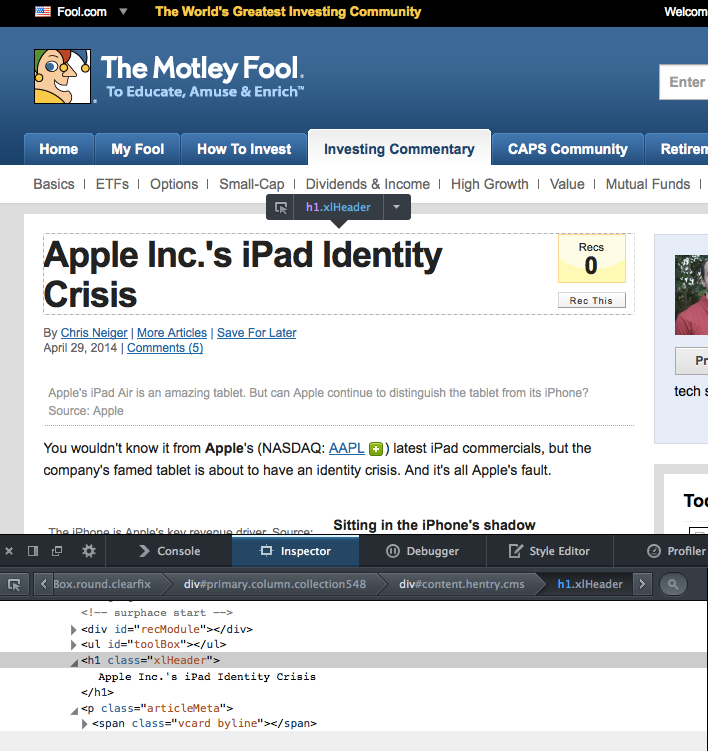 Fool.com
The World's Greatest Investing Community
Welcom
The Motley Fool.
To Educate, Amuse & Enrich™
Enter
Home
My Fool
How To Invest
Investing Commentary
CAPS Community
Retirem
Basics | ETFs | Options | Small-Cap | Dividends & Income | High Growth | Value | Mutual Funds |
h1.xlHeader
Apple Inc.'s iPad Identity
Crisis
Recs
0
Rec This
By Chris Neiger | More Articles | Save For Later
April 29, 2014 | Comments (5)
Pr
tech s
Apple's iPad Air is an amazing tablet. But can Apple continue to distinguish the tablet from its iPhone?
Source: Apple
You wouldn't know it from Apple's (NASDAQ: AAPL ) latest iPad commercials, but the
company's famed tablet is about to have an identity crisis. And it's all Apple's fault.
Too
The iPhone is Apple's key revenue driver. Source:
Sitting in the iPhone's shadow
Console
Inspector
Debugger
Style Editor
Profiler
Box.round.clearfix
div#primary.column.collection548
div#content.hentry.cms
h1.xlHeader
<!-- surphace start -->
<div id="recModule"></div>
<ul id="toolBox"></ul>
<h1 class="xlHeader">
Apple Inc.'s iPad Identity Crisis
</h1>
<p class="articleMeta">
<span class="vcard byline"></span>